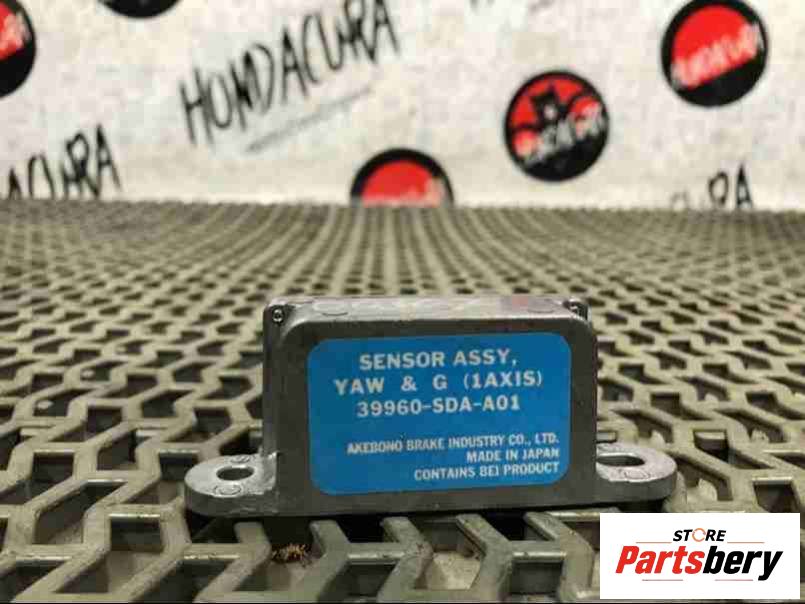 HONDACURA
HONDACURA
SENSOR ASSY,
YAW & G (1AXIS)
39960-SDA-A01
AKEBONO BRAKE INDUSTRY CO., LTD.
MADE IN JAPAN
CONTAINS BEI PRODUCT
STORE
Partsbery